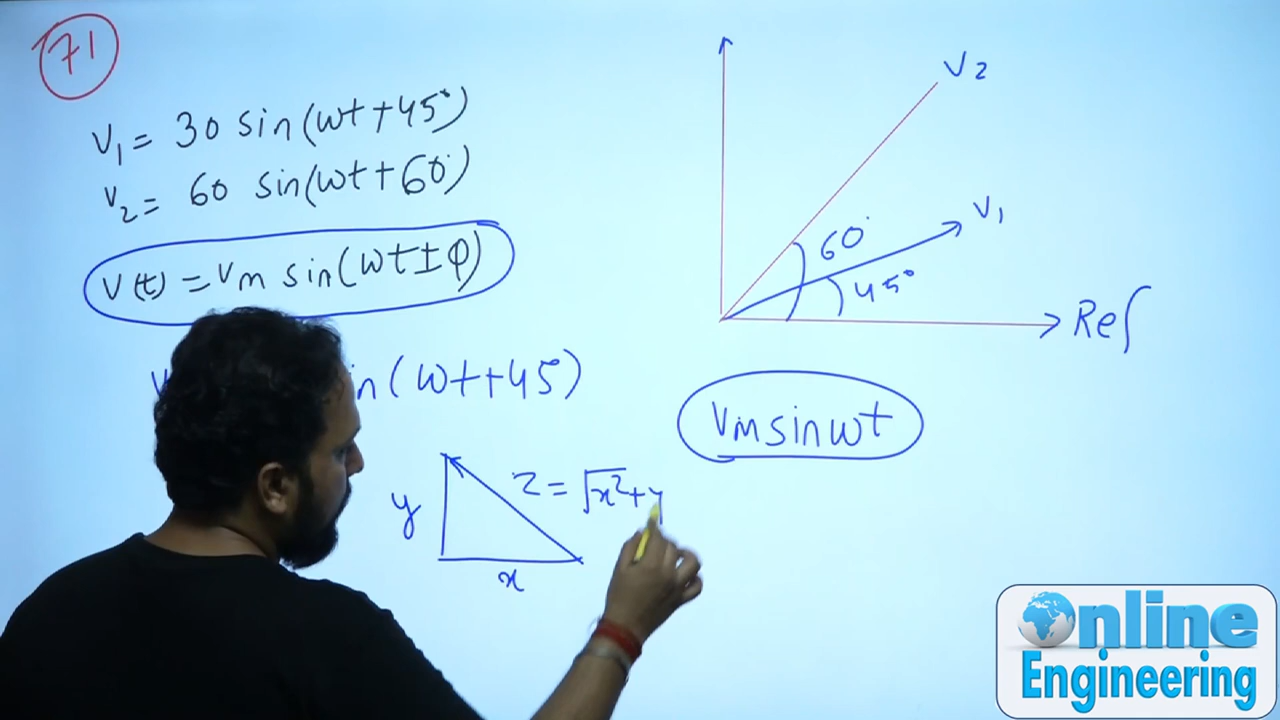 71
V₁ = 30 sin(ωt+45°)
V₂ = 60 sin(ωt+60°)
V(t) = Vm sin(ωt±φ)
in(ωt+45°)
y
x
z = √x²+y
V₂
V₁
60°
45°
Ref
Vm sin ωt
Online
Engineering